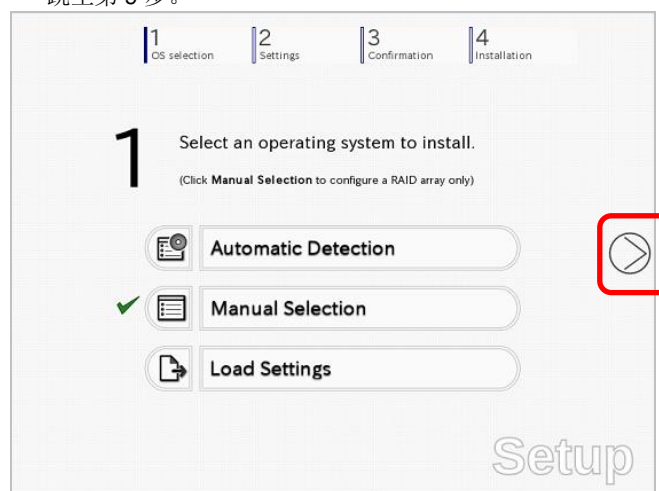 1
OS selection
2
Settings
3
Confirmation
4
Installation
1
Select an operating system to install.
(Click Manual Selection to configure a RAID array only)
Automatic Detection
Manual Selection
Load Settings
Setup